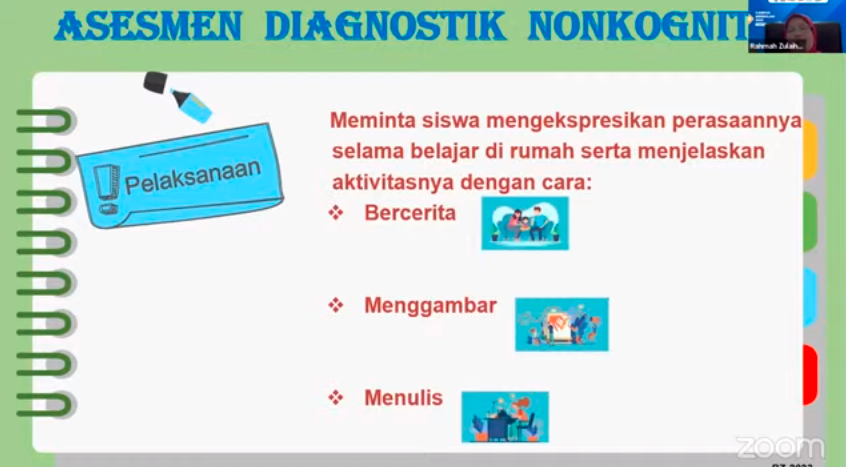 ASESMEN DIAGNOSTIK NONKOGNIT
Rahmah Zulaih...
Pelaksanaan
Meminta siswa mengekspresikan perasaannya
selama belajar di rumah serta menjelaskan
aktivitasnya dengan cara:
❖ Bercerita
❖ Menggambar
❖ Menulis
zoom